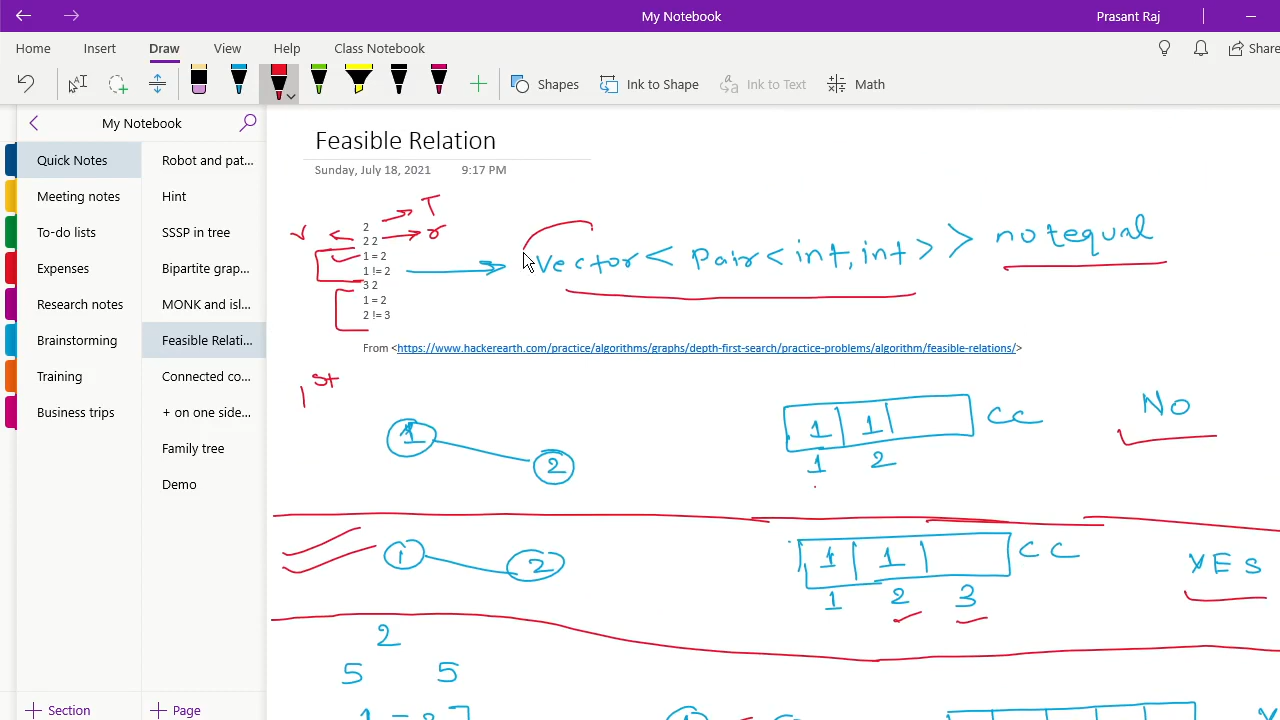 My Notebook
Prasant Raj
Home Insert Draw View Help Class Notebook
Share
Shapes
Ink to Shape
Ink to Text
Math
My Notebook
Quick Notes
Meeting notes
To-do lists
Expenses
Research notes
Brainstorming
Training
Business trips
Section
Robot and pat...
Hint
SSSP in tree
Bipartite grap...
MONK and isl...
Feasible Relati...
Connected co...
+ on one side...
Family tree
Demo
Page
Feasible Relation
Sunday, July 18, 2021 9:17 PM
2 T
2 2 r
1 = 2
1 != 2
3 2
1 = 2
2 != 3
Vector < Pair < int, int > > notequal
From <https://www.hackerearth.com/practice/algorithms/graphs/depth-first-search/practice-problems/algorithm/feasible-relations/>
1st
1 2
1 1 CC
1 2
NO
1 2
1 1 CC
1 2 3
YES
2
5 5